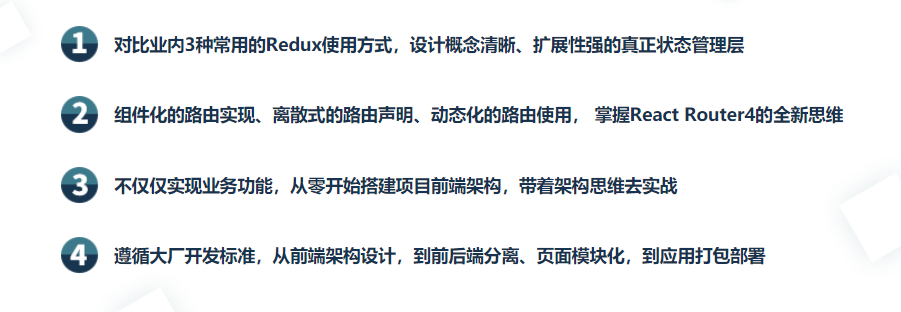 1 对比业内3种常用的Redux使用方式，设计概念清晰、扩展性强的真正状态管理层
2 组件化的路由实现、离散式的路由声明、动态化的路由使用， 掌握React Router4的全新思维
3 不仅仅实现业务功能，从零开始搭建项目前端架构，带着架构思维去实战
4 遵循大厂开发标准，从前端架构设计，到前后端分离、页面模块化，到应用打包部署